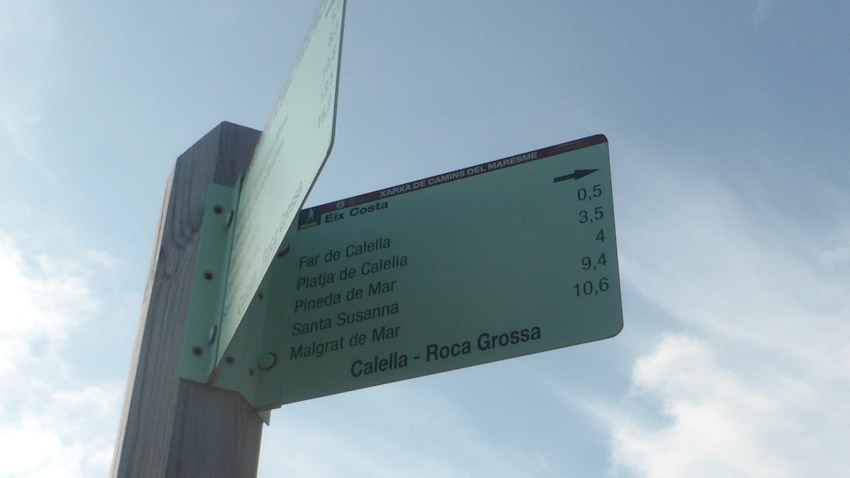 XARXA DE CAMINS DEL MARESME
Eix Costa
Far de Calella 0,5
Platja de Calella 3,5
Pineda de Mar 4
Santa Susanna 9,4
Malgrat de Mar 10,6
Calella - Roca Grossa